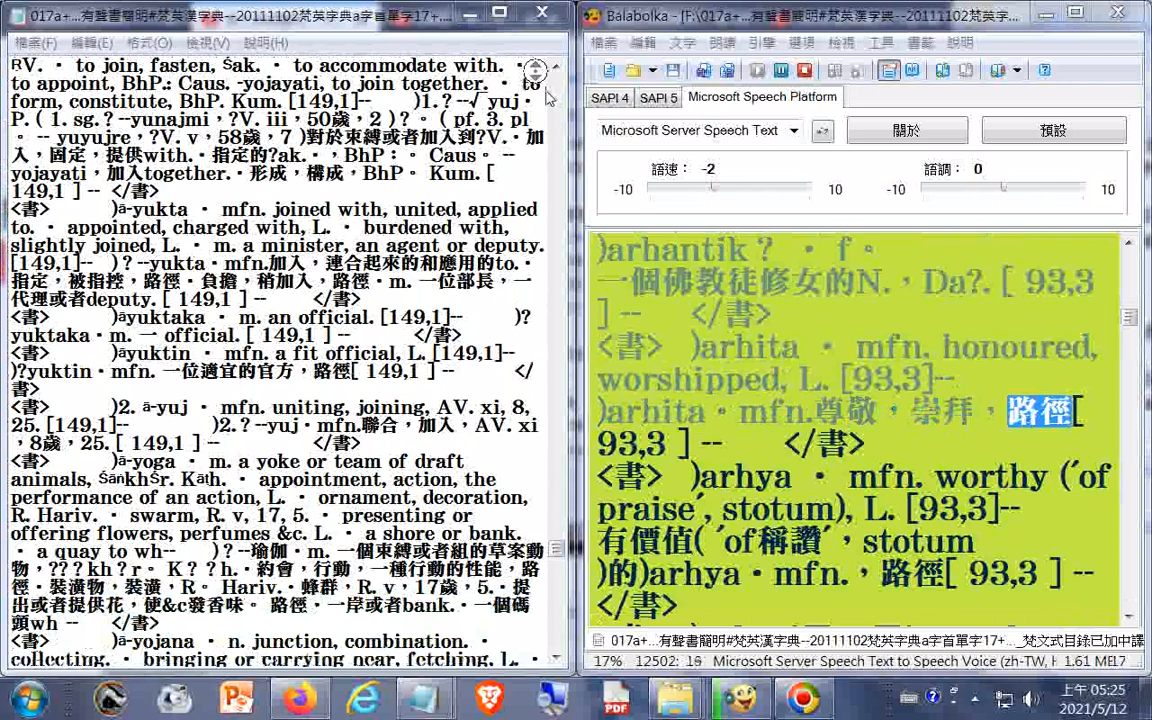 有聲書簡明#梵英漢字典--20111102梵英字典a字首單字17+...
檔案(F) 編輯(E) 格式(O) 檢視(V) 說明(H)
RV. ‧ to join, fasten, Śak. ‧ to accommodate with. ‧
to appoint, BhP.: Caus. -yojayati, to join together. ‧ to
form, constitute, BhP. Kum. [149,1]-- )1.?--√ yuj‧
P. ( 1. sg.?--yunajmi,?V. iii,50歲,2 )?。( pf. 3. pl
。-- yuyujre,?V. v,58歲,7 )對於束縛或者加入到?V.‧加
入,固定,提供with.‧指定的?ak.‧,BhP:。Caus。--
yojayati,加入together.‧形成,構成,BhP。Kum. [
149,1 ] -- </書>
<書> )ā-yukta ‧ mfn. joined with, united, applied
to. ‧ appointed, charged with, L. ‧ burdened with,
slightly joined, L. ‧ m. a minister, an agent or deputy.
[149,1]-- )?--yukta‧mfn.加入,連合起來的和應用的to.‧
指定,被指控,路徑‧負擔,稍加入,路徑‧m. 一位部長,一
代理或者deputy. [ 149,1 ] -- </書>
<書> )āyuktaka ‧ m. an official. [149,1]-- )?
yuktaka‧m. 一 official. [ 149,1 ] -- </書>
<書> )āyuktin ‧ mfn. a fit official, L. [149,1]--
)?yuktin‧mfn. 一位適宜的官方,路徑[ 149,1 ] -- </
書>
<書> )2. ā-yuj ‧ mfn. uniting, joining, AV. xi, 8,
25. [149,1]-- )2.?--yuj‧mfn.聯合,加入,AV. xi
,8歲,25. [ 149,1 ] -- </書>
<書> )ā-yoga ‧ m. a yoke or team of draft
animals, ŚāṅkhŚr. Kāṭh. ‧ appointment, action, the
performance of an action, L. ‧ ornament, decoration,
R. Hariv. ‧ swarm, R. v, 17, 5. ‧ presenting or
offering flowers, perfumes &c. L. ‧ a shore or bank.
‧ a quay to wh-- )?--瑜伽‧m. 一個束縛或者組的草案動
物,???kh?r。K??h.‧約會,行動,一種行動的性能,路
徑‧裝潢物,裝潢,R。Hariv.‧蜂群,R. v,17歲,5.‧提
出或者提供花,使&c發香味。路徑‧一岸或者bank.‧一個碼
頭wh -- </書>
<書> )ā-yojana ‧ n. junction, combination. ‧
collecting. ‧ bringing or carrying near, fetching, L. ‧
Balabolka - [F:\017a+...有聲書簡明#梵英漢字典--20111102梵英字...
檔案 編輯 文字 朗讀 引擎 選項 檢視 工具 書籤 說明
SAPI 4 SAPI 5 Microsoft Speech Platform
Microsoft Server Speech Text 關於 預設
語速: -2 語調: 0
-10 10 -10 10
)arhantik? ‧ f。
一個佛教徒修女的N.,Da?. [ 93,3
] -- </書>
<書> )arhita ‧ mfn. honoured,
worshipped, L. [93,3]--
)arhita‧mfn.尊敬,崇拜,路徑[
93,3 ] -- </書>
<書> )arhya ‧ mfn. worthy (´of
praise´, stotum), L. [93,3]--
有價值( ´of稱讚´,stotum
)的)arhya‧mfn.,路徑[ 93,3 ] --
</書>
017a+...有聲書簡明#梵英漢字典--20111102梵英字典a字首單字17+..._梵文式目錄已加中譯
17% 12502: 16 Microsoft Server Speech Text to Speech Voice (zh-TW, H 1.61 MЕ
上午 05:25
2021/5/12